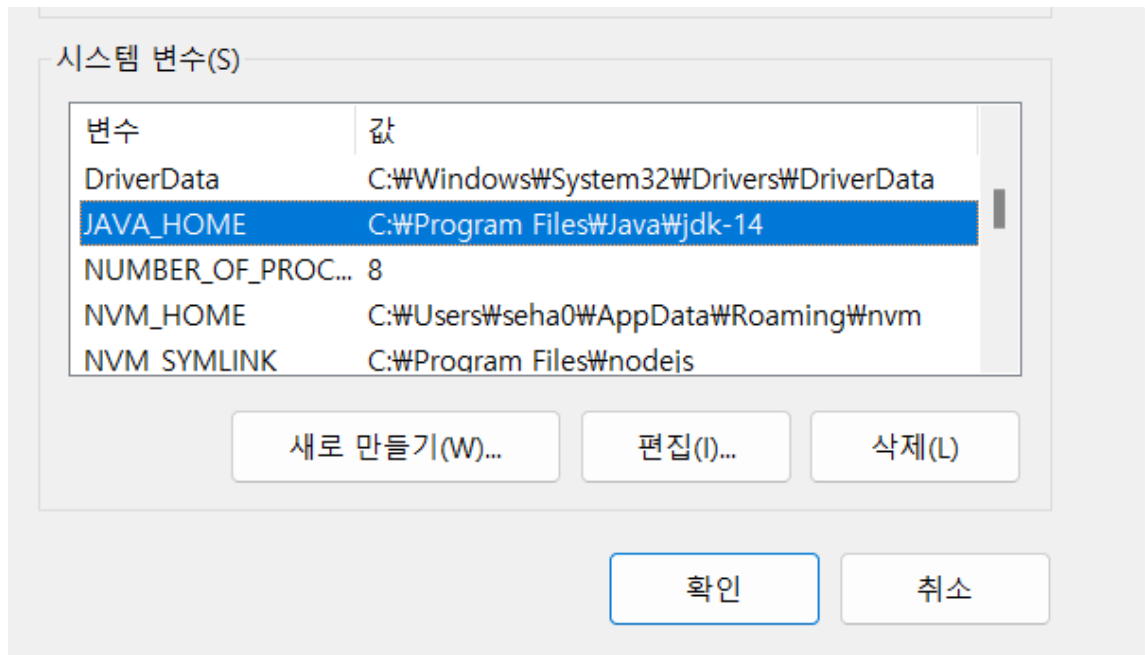 시스템 변수(S)
변수 값
DriverData C:₩Windows₩System32₩Drivers₩DriverData
JAVA_HOME C:₩Program Files₩Java₩jdk-14
NUMBER_OF_PROC... 8
NVM_HOME C:₩Users₩seha0₩AppData₩Roaming₩nvm
NVM_SYMLINK C:₩Program Files₩nodejs
새로 만들기(W)... 편집(I)... 삭제(L)
확인 취소